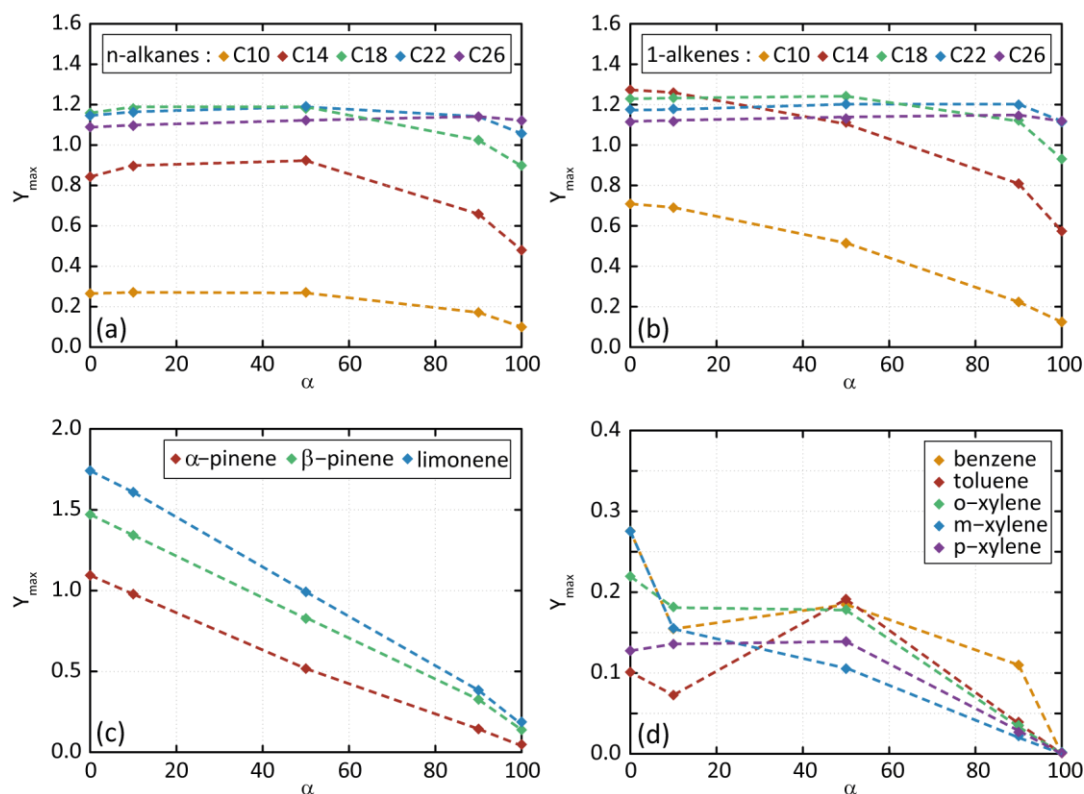 n-alkanes : C10 C14 C18 C22 C26
1.6
1.4
1.2
1.0
0.8
0.6
0.4
0.2
0.0
Ymax
(a)
0 20 40 60 80 100
α
1-alkenes : C10 C14 C18 C22 C26
1.6
1.4
1.2
1.0
0.8
0.6
0.4
0.2
0.0
Ymax
(b)
0 20 40 60 80 100
α
α-pinene β-pinene limonene
2.0
1.5
1.0
0.5
0.0
Ymax
(c)
0 20 40 60 80 100
α
benzene
toluene
o-xylene
m-xylene
p-xylene
0.4
0.3
0.2
0.1
0.0
Ymax
(d)
0 20 40 60 80 100
α